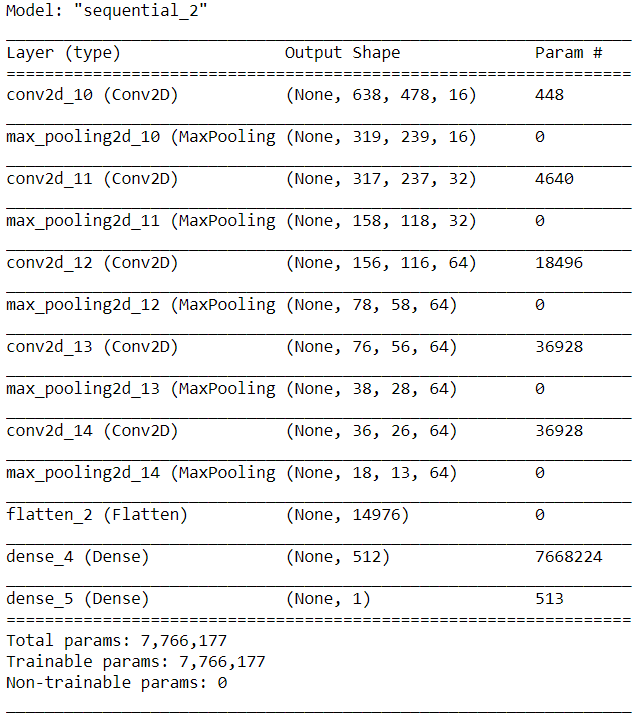 Model: "sequential_2"
_________________________________________________________________
Layer (type)                 Output Shape              Param #
=================================================================
conv2d_10 (Conv2D)           (None, 638, 478, 16)      448
_________________________________________________________________
max_pooling2d_10 (MaxPooling (None, 319, 239, 16)      0
_________________________________________________________________
conv2d_11 (Conv2D)           (None, 317, 237, 32)      4640
_________________________________________________________________
max_pooling2d_11 (MaxPooling (None, 158, 118, 32)      0
_________________________________________________________________
conv2d_12 (Conv2D)           (None, 156, 116, 64)      18496
_________________________________________________________________
max_pooling2d_12 (MaxPooling (None, 78, 58, 64)        0
_________________________________________________________________
conv2d_13 (Conv2D)           (None, 76, 56, 64)        36928
_________________________________________________________________
max_pooling2d_13 (MaxPooling (None, 38, 28, 64)        0
_________________________________________________________________
conv2d_14 (Conv2D)           (None, 36, 26, 64)        36928
_________________________________________________________________
max_pooling2d_14 (MaxPooling (None, 18, 13, 64)        0
_________________________________________________________________
flatten_2 (Flatten)          (None, 14976)             0
_________________________________________________________________
dense_4 (Dense)              (None, 512)               7668224
_________________________________________________________________
dense_5 (Dense)              (None, 1)                 513
=================================================================
Total params: 7,766,177
Trainable params: 7,766,177
Non-trainable params: 0
_________________________________________________________________